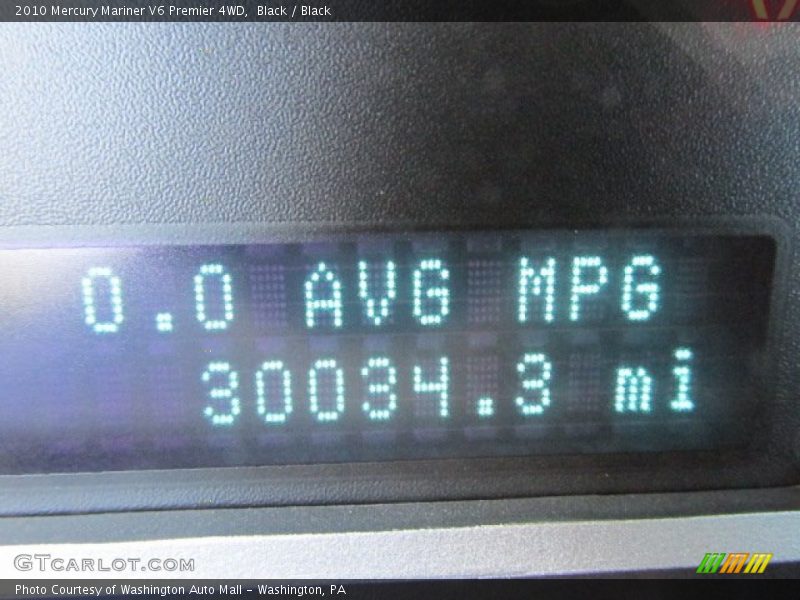 2010 Mercury Mariner V6 Premier 4WD, Black / Black
0.0 AVG MPG
30034.3 mi
GTCARLOT.COM
Photo Courtesy of Washington Auto Mall - Washington, PA